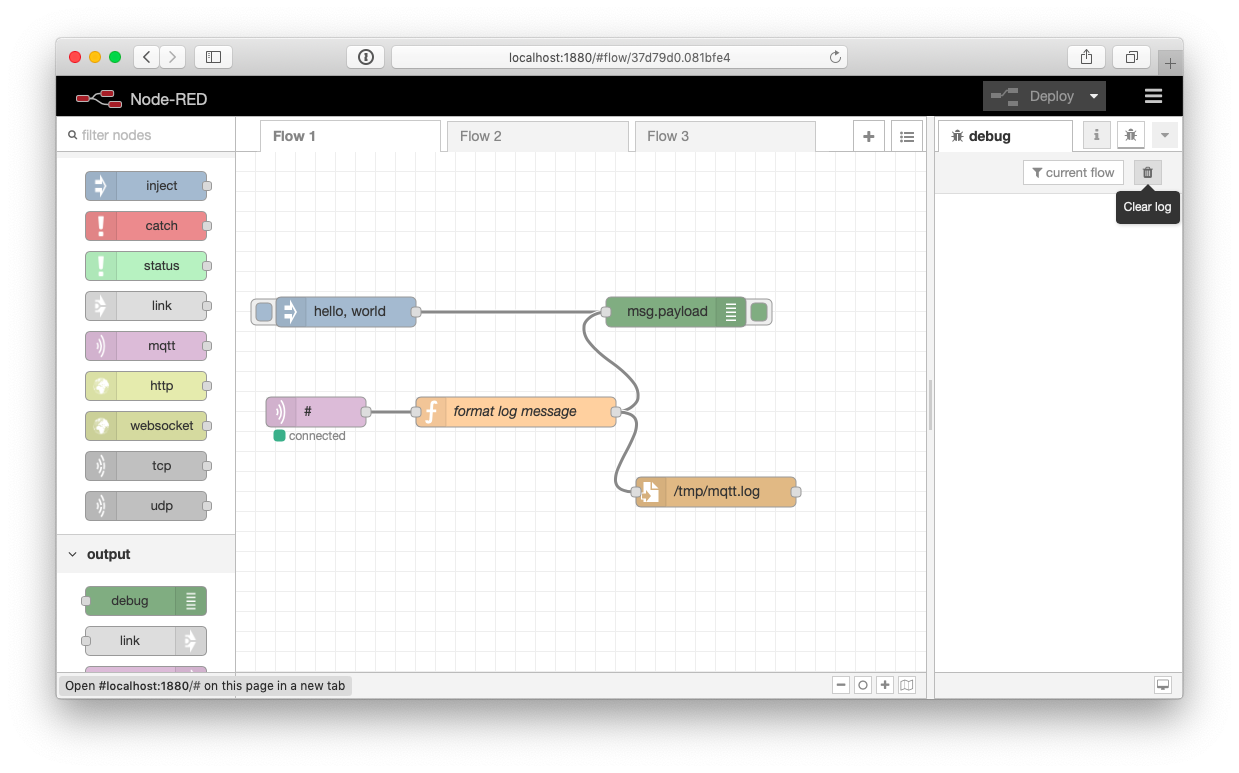 localhost:1880/#flow/37d79d0.081bfe4
Node-RED
Deploy
filter nodes
Flow 1
Flow 2
Flow 3
debug
current flow
Clear log
inject
catch
status
link
mqtt
http
websocket
tcp
udp
output
debug
link
hello, world
msg.payload
#
format log message
connected
/tmp/mqtt.log
Open #localhost:1880/# on this page in a new tab